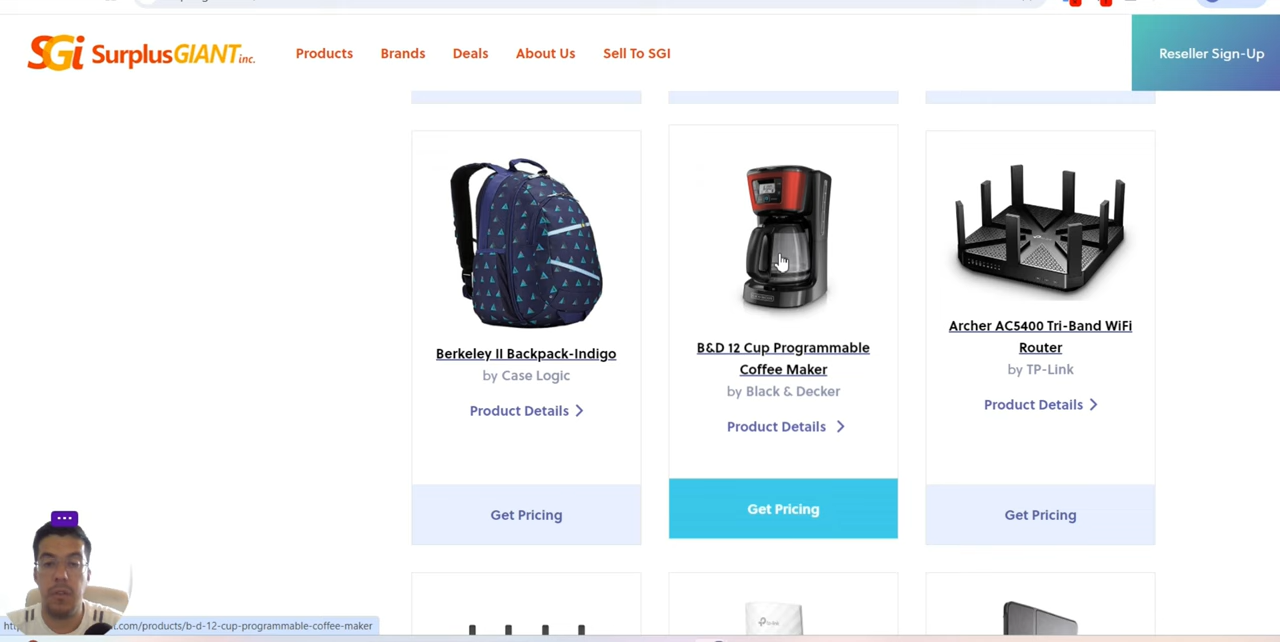 SGi SurplusGIANT inc.
Products Brands Deals About Us Sell To SGI
Reseller Sign-Up
Berkeley II Backpack-Indigo
by Case Logic
Product Details
Get Pricing
B&D 12 Cup Programmable
Coffee Maker
by Black & Decker
Product Details
Get Pricing
Archer AC5400 Tri-Band WiFi
Router
by TP-Link
Product Details
Get Pricing
.com/products/b-d-12-cup-programmable-coffee-maker